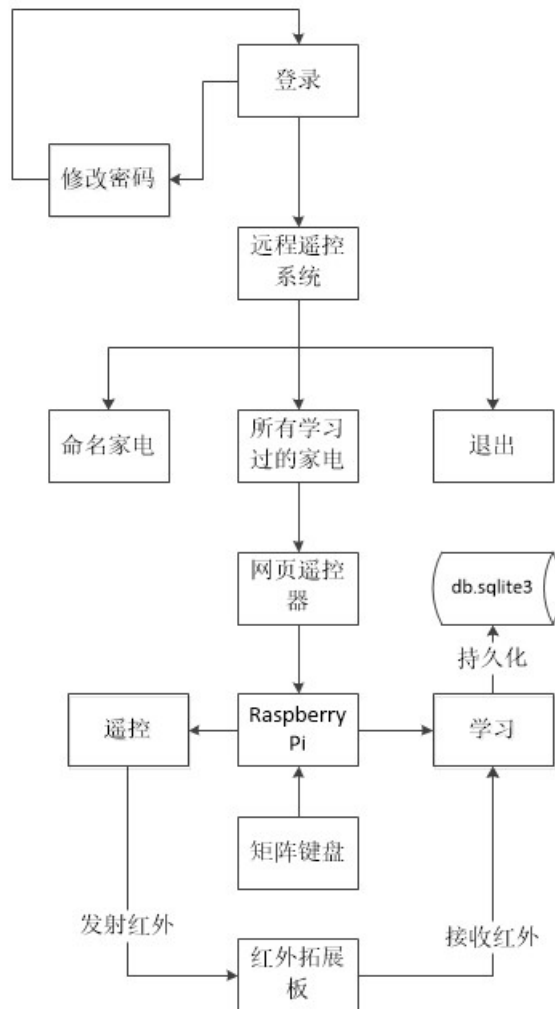 登录
修改密码
远程遥控
系统
命名家电
所有学习
过的家电
退出
网页遥控
器
db.sqlite3
持久化
遥控
Raspberry
Pi
学习
矩阵键盘
发射红外
接收红外
红外拓展
板